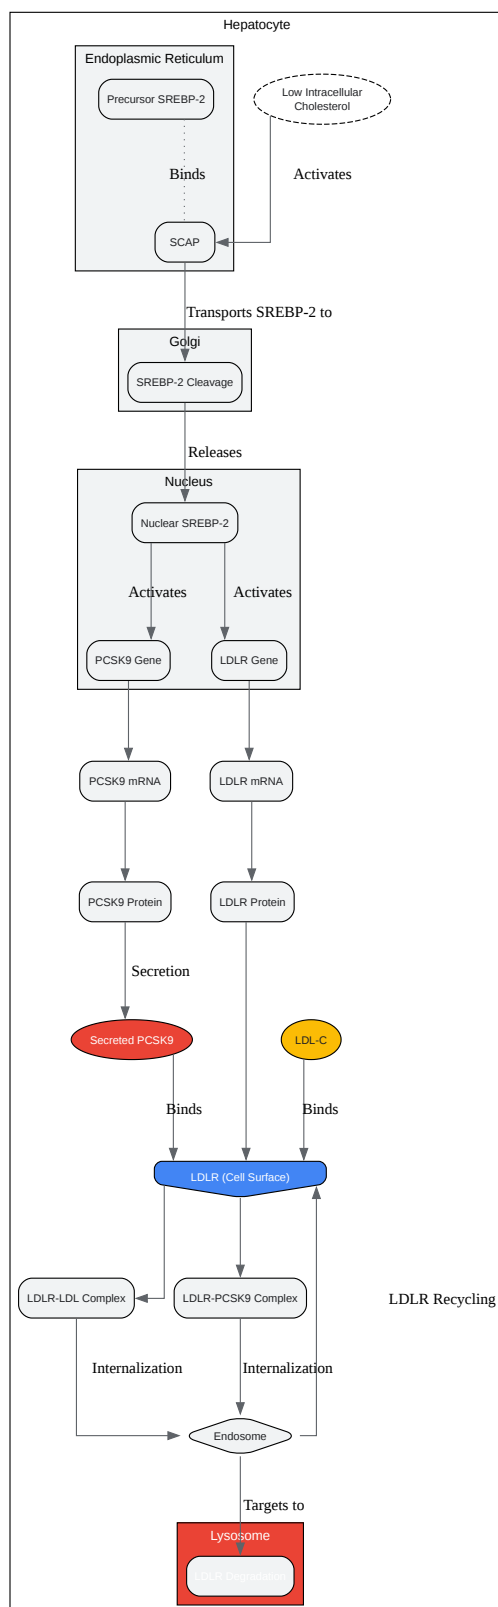 Hepatocyte
Endoplasmic Reticulum
Precursor SREBP-2
Low Intracellular
Cholesterol
Binds
Activates
SCAP
Transports SREBP-2 to
Golgi
SREBP-2 Cleavage
Releases
Nucleus
Nuclear SREBP-2
Activates
Activates
PCSK9 Gene
LDLR Gene
PCSK9 mRNA
LDLR mRNA
PCSK9 Protein
LDLR Protein
Secretion
Secreted PCSK9
LDL-C
Binds
Binds
LDLR (Cell Surface)
LDLR-LDL Complex
LDLR-PCSK9 Complex
LDLR Recycling
Internalization
Internalization
Endosome
Targets to
Lysosome
LDLR Degradation